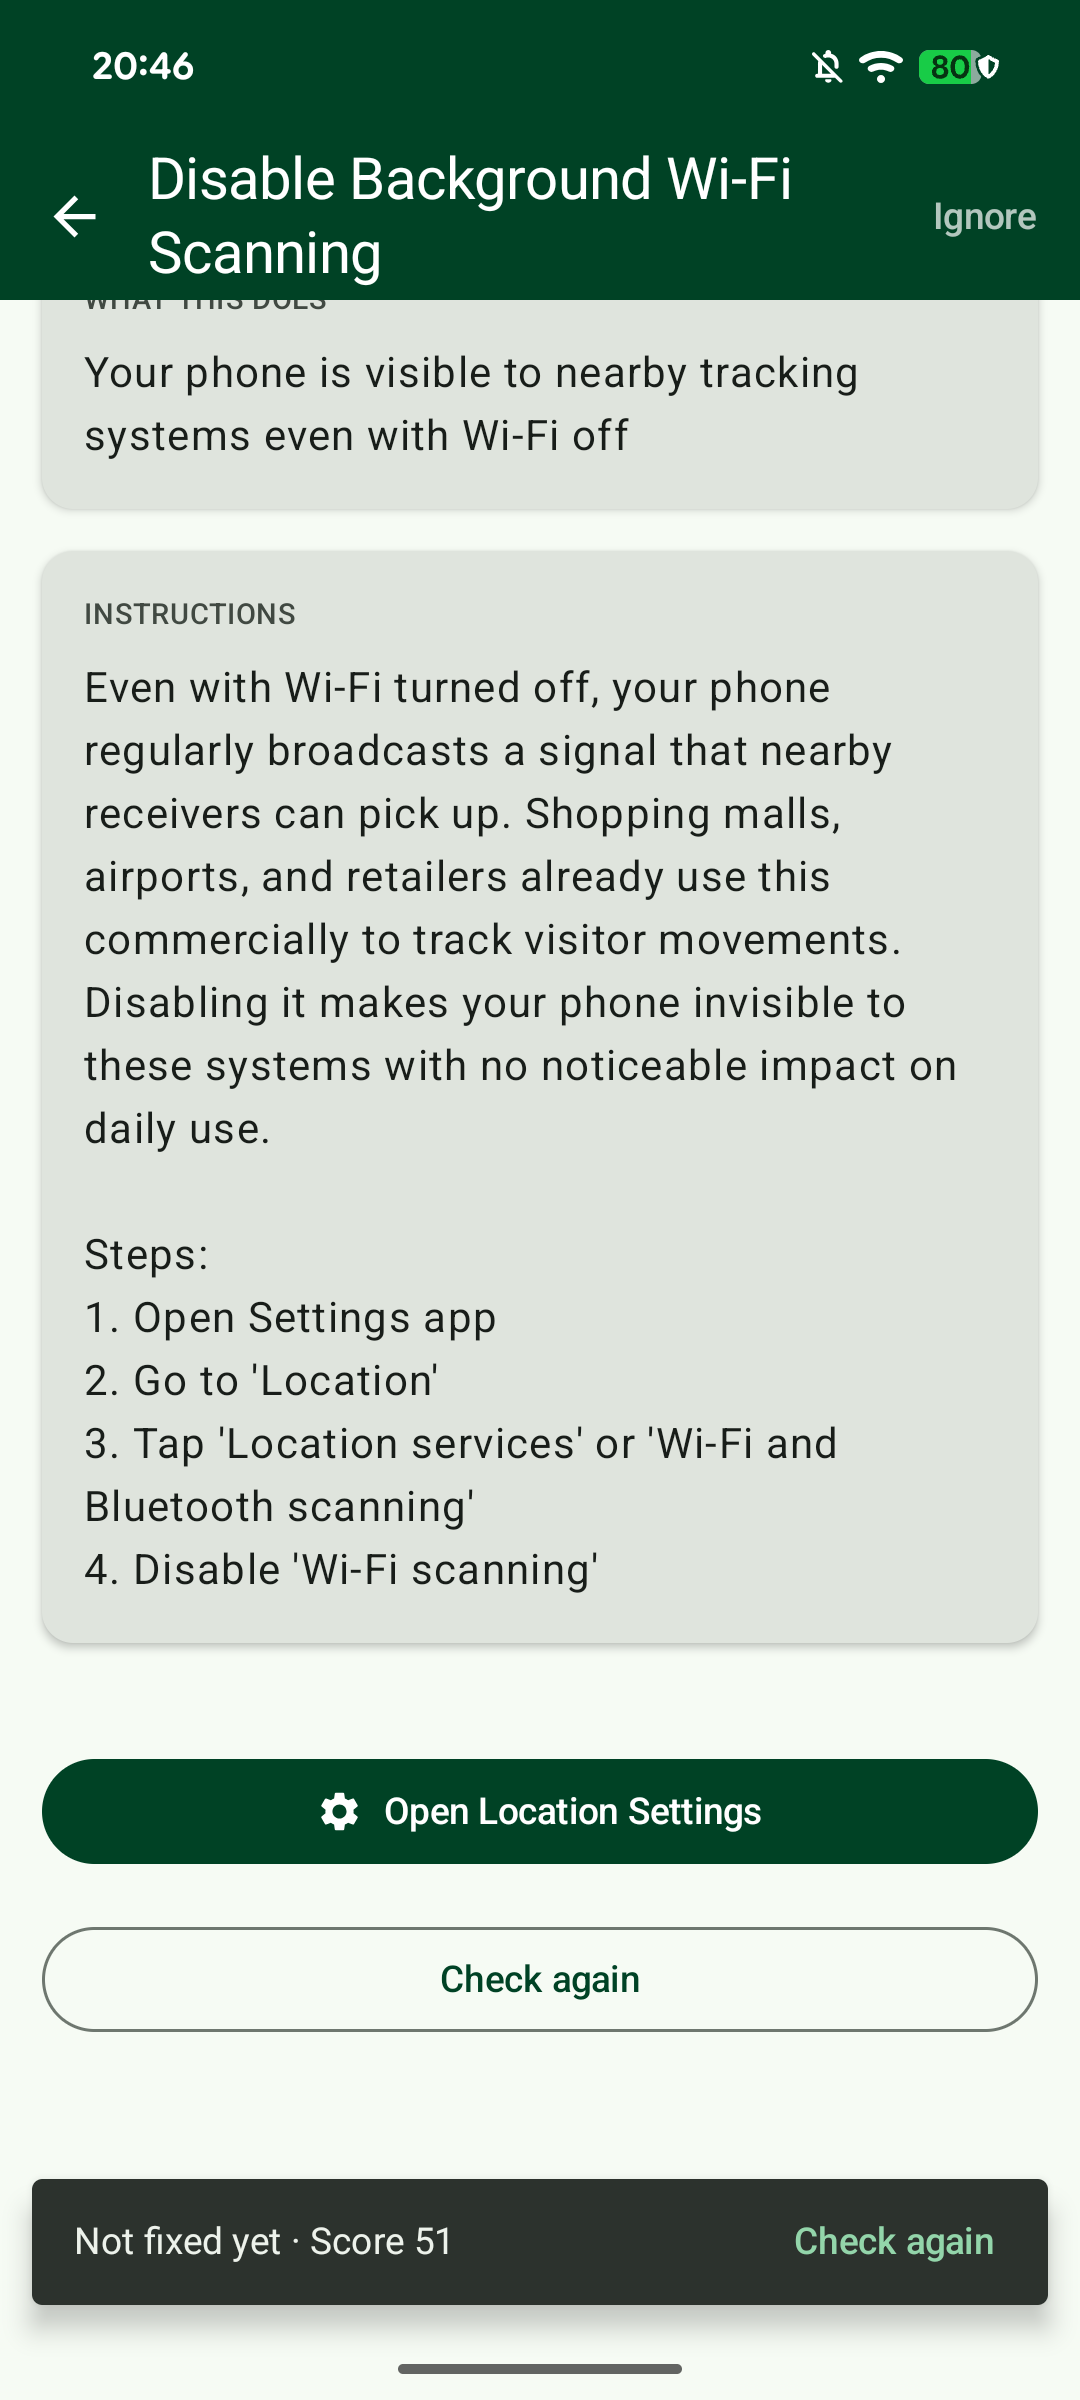 20:46
80
Disable Background Wi-Fi
Scanning
Ignore
WHAT THIS DOES
Your phone is visible to nearby tracking
systems even with Wi-Fi off
INSTRUCTIONS
Even with Wi-Fi turned off, your phone
regularly broadcasts a signal that nearby
receivers can pick up. Shopping malls,
airports, and retailers already use this
commercially to track visitor movements.
Disabling it makes your phone invisible to
these systems with no noticeable impact on
daily use.
Steps:
1. Open Settings app
2. Go to 'Location'
3. Tap 'Location services' or 'Wi-Fi and
Bluetooth scanning'
4. Disable 'Wi-Fi scanning'
Open Location Settings
Check again
Not fixed yet · Score 51
Check again